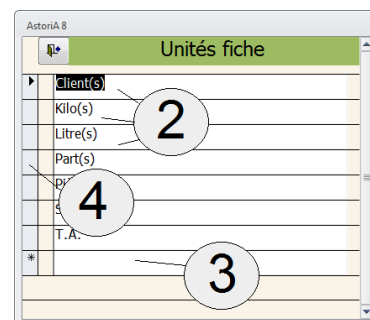 AstoriA 8
Unités fiche
Client(s)
Kilo(s)
2
Litre(s)
Part(s)
4
T.A.
*
3